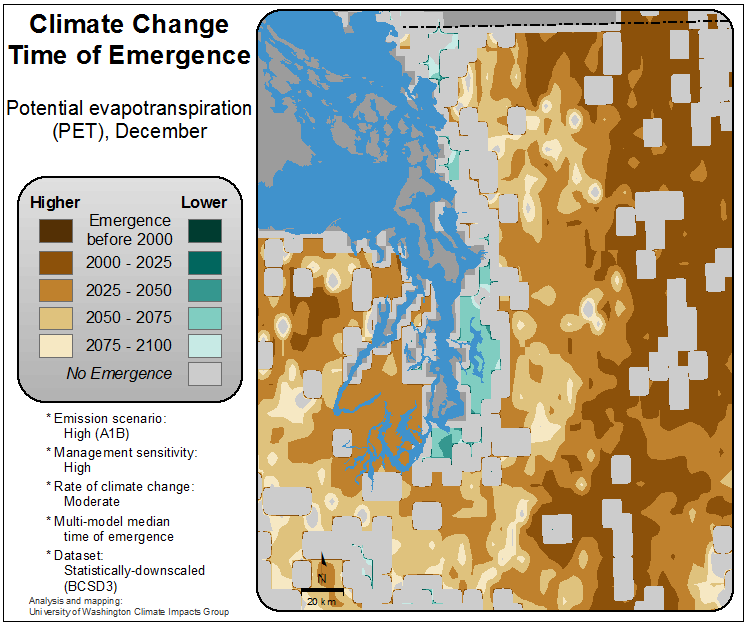 Climate Change
Time of Emergence
Potential evapotranspiration
(PET), December
Higher Lower
Emergence
before 2000
2000 - 2025
2025 - 2050
2050 - 2075
2075 - 2100
No Emergence
* Emission scenario:
High (A1B)
* Management sensitivity:
High
* Rate of climate change:
Moderate
* Multi-model median
time of emergence
* Dataset:
Statistically-downscaled
(BCSD3)
Analysis and mapping:
University of Washington Climate Impacts Group
N
20 km